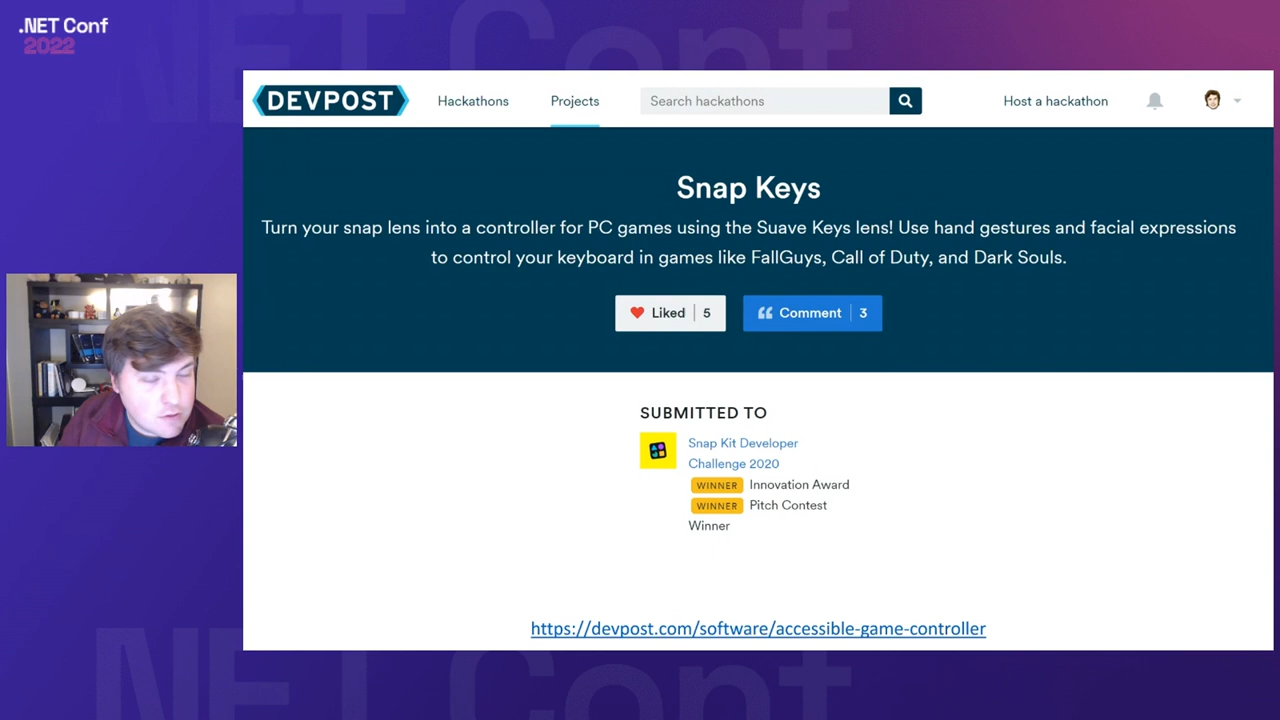 .NET Conf
2022
DEVPOST Hackathons Projects Search hackathons Host a hackathon
Snap Keys
Turn your snap lens into a controller for PC games using the Suave Keys lens! Use hand gestures and facial expressions
to control your keyboard in games like FallGuys, Call of Duty, and Dark Souls.
Liked 5 Comment 3
SUBMITTED TO
Snap Kit Developer
Challenge 2020
WINNER Innovation Award
WINNER Pitch Contest
Winner
https://devpost.com/software/accessible-game-controller
.NET Conf